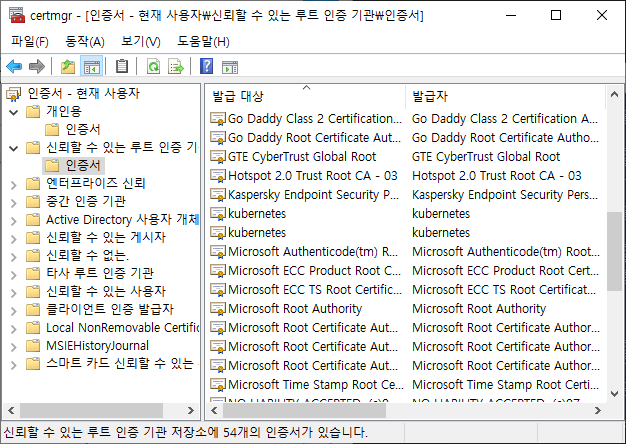 certmgr - [인증서 - 현재 사용자₩신뢰할 수 있는 루트 인증 기관₩인증서]
파일(F) 동작(A) 보기(V) 도움말(H)
인증서 - 현재 사용자
개인용
인증서
신뢰할 수 있는 루트 인증 기
인증서
엔터프라이즈 신뢰
중간 인증 기관
Active Directory 사용자 개체
신뢰할 수 있는 게시자
신뢰할 수 없는.
타사 루트 인증 기관
신뢰할 수 있는 사용자
클라이언트 인증 발급자
Local NonRemovable Certific
MSIEHistoryJournal
스마트 카드 신뢰할 수 있는
발급 대상 발급자
Go Daddy Class 2 Certification... Go Daddy Class 2 Certification A...
Go Daddy Root Certificate Aut... Go Daddy Root Certificate Autho...
GTE CyberTrust Global Root GTE CyberTrust Global Root
Hotspot 2.0 Trust Root CA - 03 Hotspot 2.0 Trust Root CA - 03
Kaspersky Endpoint Security P... Kaspersky Endpoint Security Pers...
kubernetes kubernetes
kubernetes kubernetes
Microsoft Authenticode(tm) R... Microsoft Authenticode(tm) Root...
Microsoft ECC Product Root C... Microsoft ECC Product Root Cert...
Microsoft ECC TS Root Certific... Microsoft ECC TS Root Certificat...
Microsoft Root Authority Microsoft Root Authority
Microsoft Root Certificate Aut... Microsoft Root Certificate Author...
Microsoft Root Certificate Aut... Microsoft Root Certificate Author...
Microsoft Root Certificate Aut... Microsoft Root Certificate Author...
Microsoft Time Stamp Root Ce... Microsoft Time Stamp Root Certif...
신뢰할 수 있는 루트 인증 기관 저장소에 54개의 인증서가 있습니다.